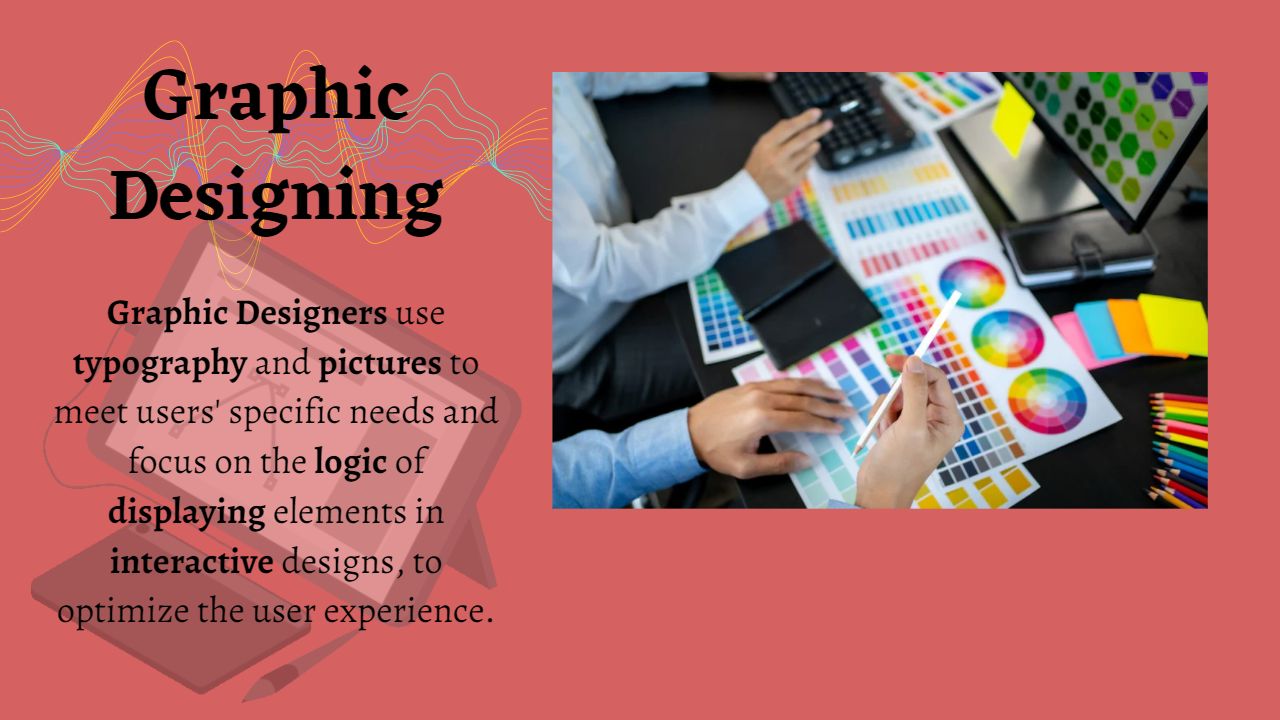 Graphic
Designing
Graphic Designers use
typography and pictures to
meet users' specific needs and
focus on the logic of
displaying elements in
interactive designs, to
optimize the user experience.